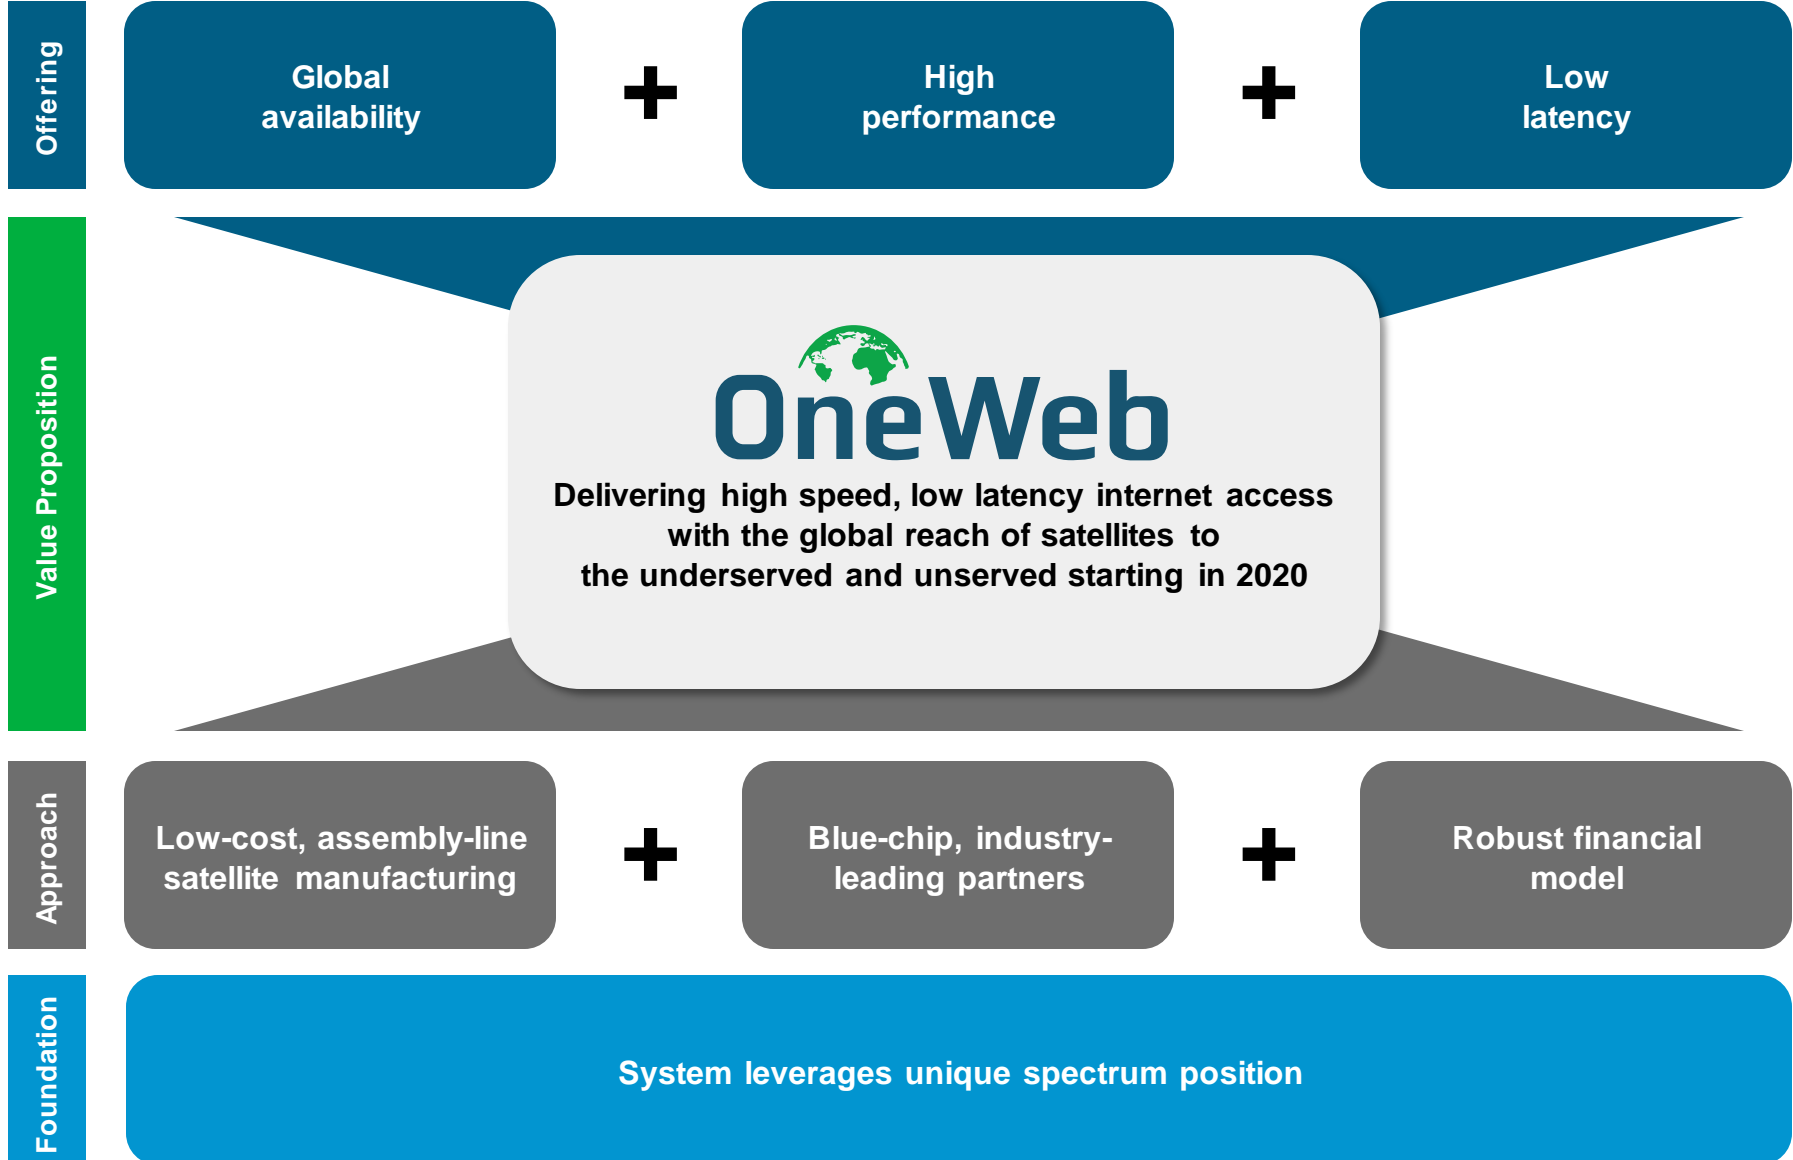 Offering
Global
availability
+
High
performance
+
Low
latency
Value Proposition
OneWeb
Delivering high speed, low latency internet access
with the global reach of satellites to
the underserved and unserved starting in 2020
Approach
Low-cost, assembly-line
satellite manufacturing
+
Blue-chip, industry-
leading partners
+
Robust financial
model
Foundation
System leverages unique spectrum position